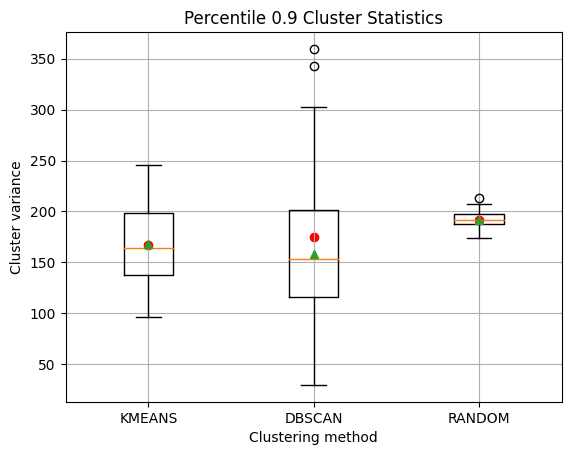 Percentile 0.9 Cluster Statistics
Cluster variance
350
300
250
200
150
100
50
KMEANS
DBSCAN
RANDOM
Clustering method